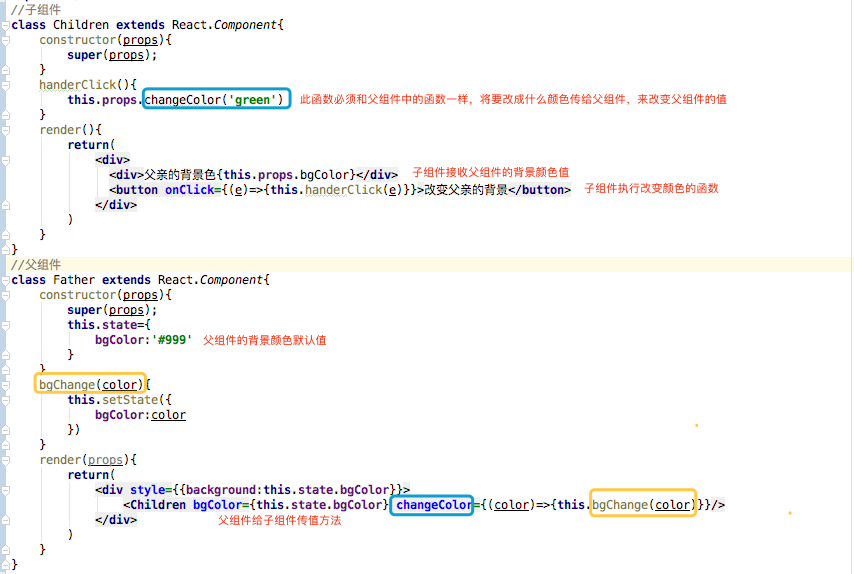 //子组件
class Children extends React.Component{
constructor(props){
super(props);
}
handerClick(){
this.props.changeColor('green') 此函数必须和父组件中的函数一样，将要改成什么颜色传给父组件，来改变父组件的值
}
render(){
return(
<div>
<div>父亲的背景色{this.props.bgColor}</div> 子组件接收父组件的背景颜色值
<button onClick={(e)=>{this.handerClick(e)}}>改变父亲的背景</button> 子组件执行改变颜色的函数
</div>
)
}
}
//父组件
class Father extends React.Component{
constructor(props){
super(props);
this.state={
bgColor:'#999' 父组件的背景颜色默认值
}
}
bgChange(color){
this.setState({
bgColor:color
})
}
render(props){
return(
<div style={{background:this.state.bgColor}}>
<Children bgColor={this.state.bgColor} changeColor={(color)=>{this.bgChange(color)}}/>
</div> 父组件给子组件传值方法
)
}
}